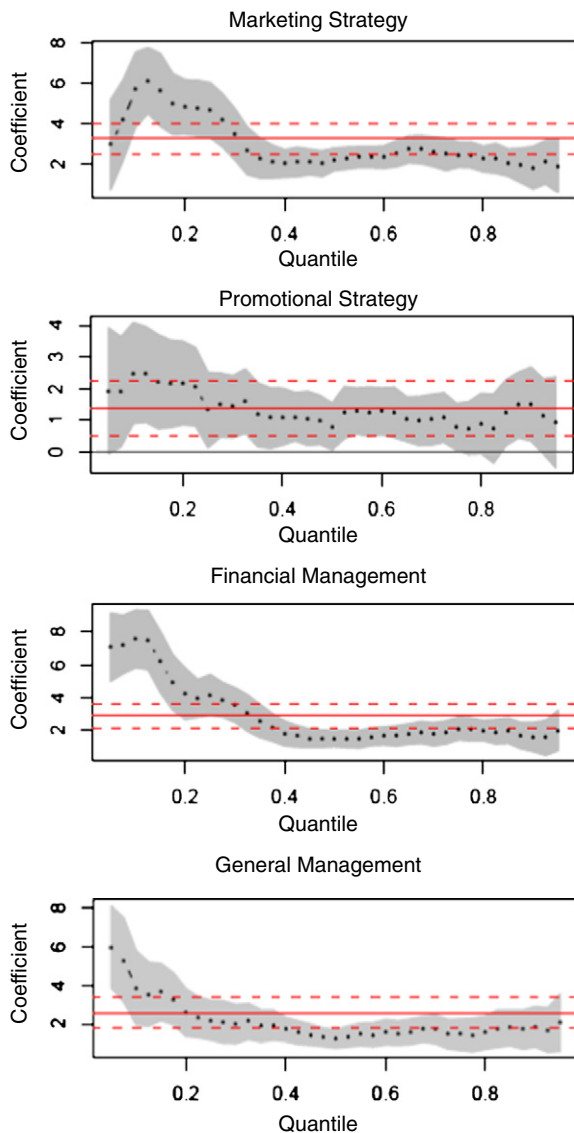 Marketing Strategy
8
6
4
2
Coefficient
0.2 0.4 0.6 0.8
Quantile
Promotional Strategy
4
3
2
1
0
Coefficient
0.2 0.4 0.6 0.8
Quantile
Financial Management
8
6
4
2
Coefficient
0.2 0.4 0.6 0.8
Quantile
General Management
8
6
4
2
Coefficient
0.2 0.4 0.6 0.8
Quantile